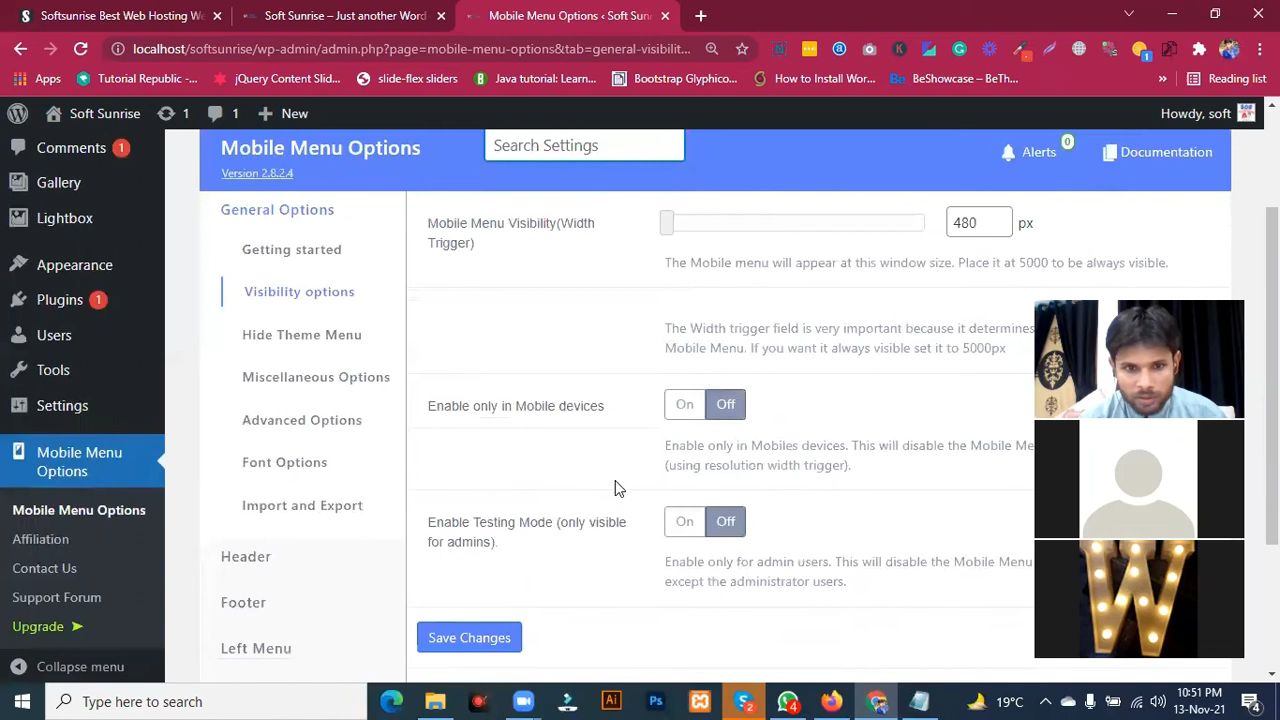 Softsunrise Best Web Hosting We
Soft Sunrise – Just another Word
Mobile Menu Options ‹ Soft Sun
localhost/softsunrise/wp-admin/admin.php?page=mobile-menu-options&tab=general-visibilit...
Apps
Tutorial Republic -...
jQuery Content Slid...
slide-flex sliders
Java tutorial: Learn...
Bootstrap Glyphico...
How to Install Wor...
BeShowcase – BeTh...
»
Reading list
Soft Sunrise
1
1
New
Howdy, soft
Comments 1
Gallery
Lightbox
Appearance
Plugins 1
Users
Tools
Settings
Mobile Menu
Options
Mobile Menu Options
Affiliation
Contact Us
Support Forum
Upgrade
Collapse menu
Mobile Menu Options
Version 2.8.2.4
Search Settings
Alerts 0
Documentation
General Options
Getting started
Visibility options
Hide Theme Menu
Miscellaneous Options
Advanced Options
Font Options
Import and Export
Header
Footer
Left Menu
Mobile Menu Visibility(Width
Trigger)
480 px
The Mobile menu will appear at this window size. Place it at 5000 to be always visible.
The Width trigger field is very important because it determines
Mobile Menu. If you want it always visible set it to 5000px
Enable only in Mobile devices
On Off
Enable only in Mobiles devices. This will disable the Mobile Me
(using resolution width trigger).
Enable Testing Mode (only visible
for admins).
On Off
Enable only for admin users. This will disable the Mobile Menu
except the administrator users.
Save Changes
W
Type here to search
Ai
Ps
2
4
19°C
10:51 PM
13-Nov-21
4